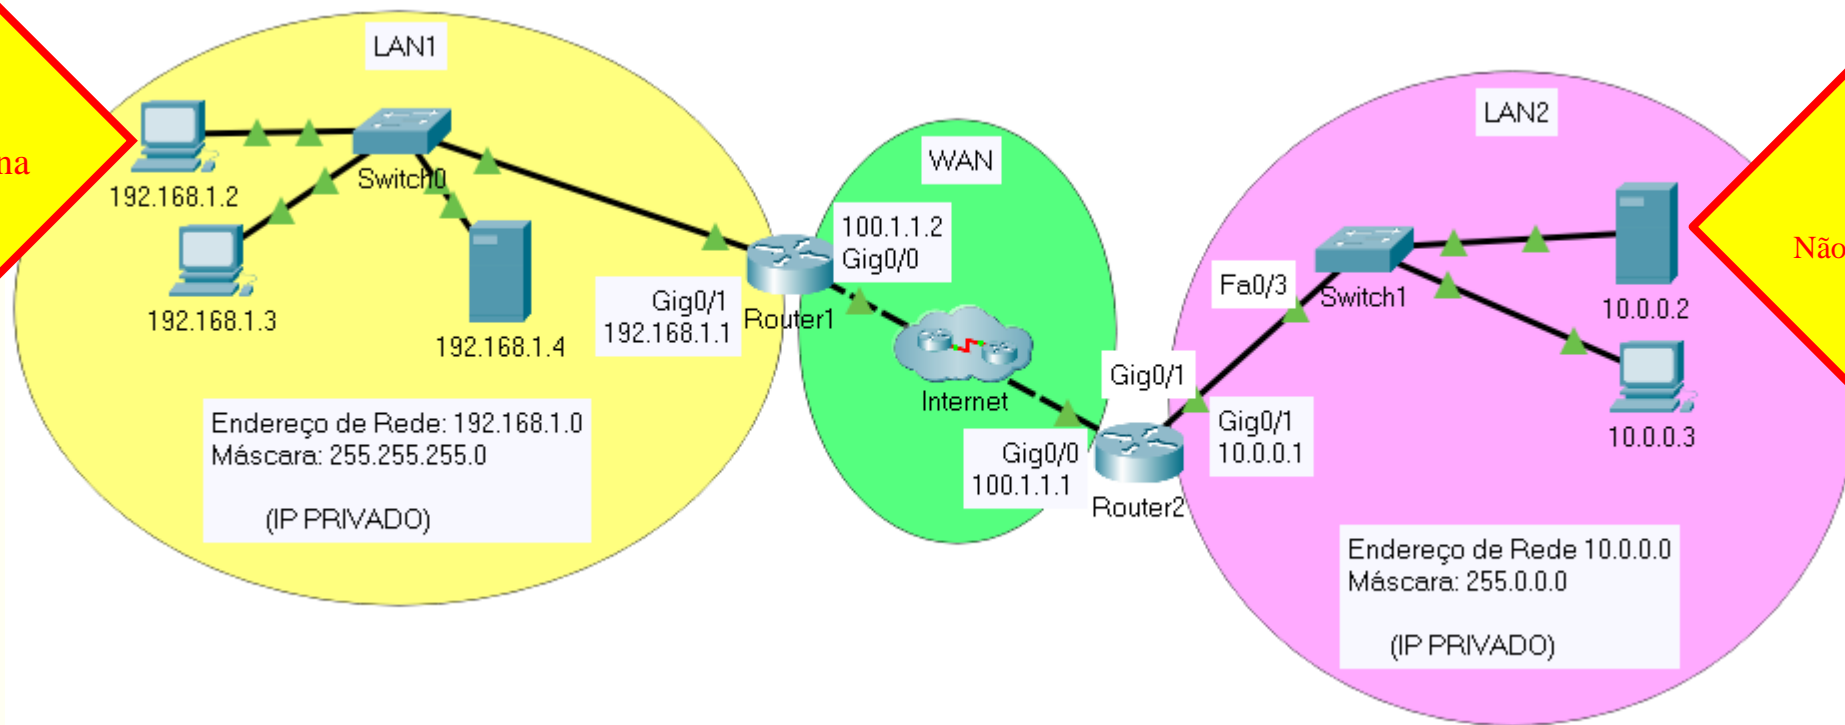 LAN1
na
192.168.1.2
Switch0
192.168.1.3
192.168.1.4
Gig0/1
192.168.1.1
Router1
Endereço de Rede: 192.168.1.0
Máscara: 255.255.255.0
(IP PRIVADO)
WAN
100.1.1.2
Gig0/0
Internet
Gig0/0
100.1.1.1
Router2
Gig0/1
Gig0/1
10.0.0.1
LAN2
Fa0/3
Switch1
10.0.0.2
10.0.0.3
Não
Endereço de Rede 10.0.0.0
Máscara: 255.0.0.0
(IP PRIVADO)